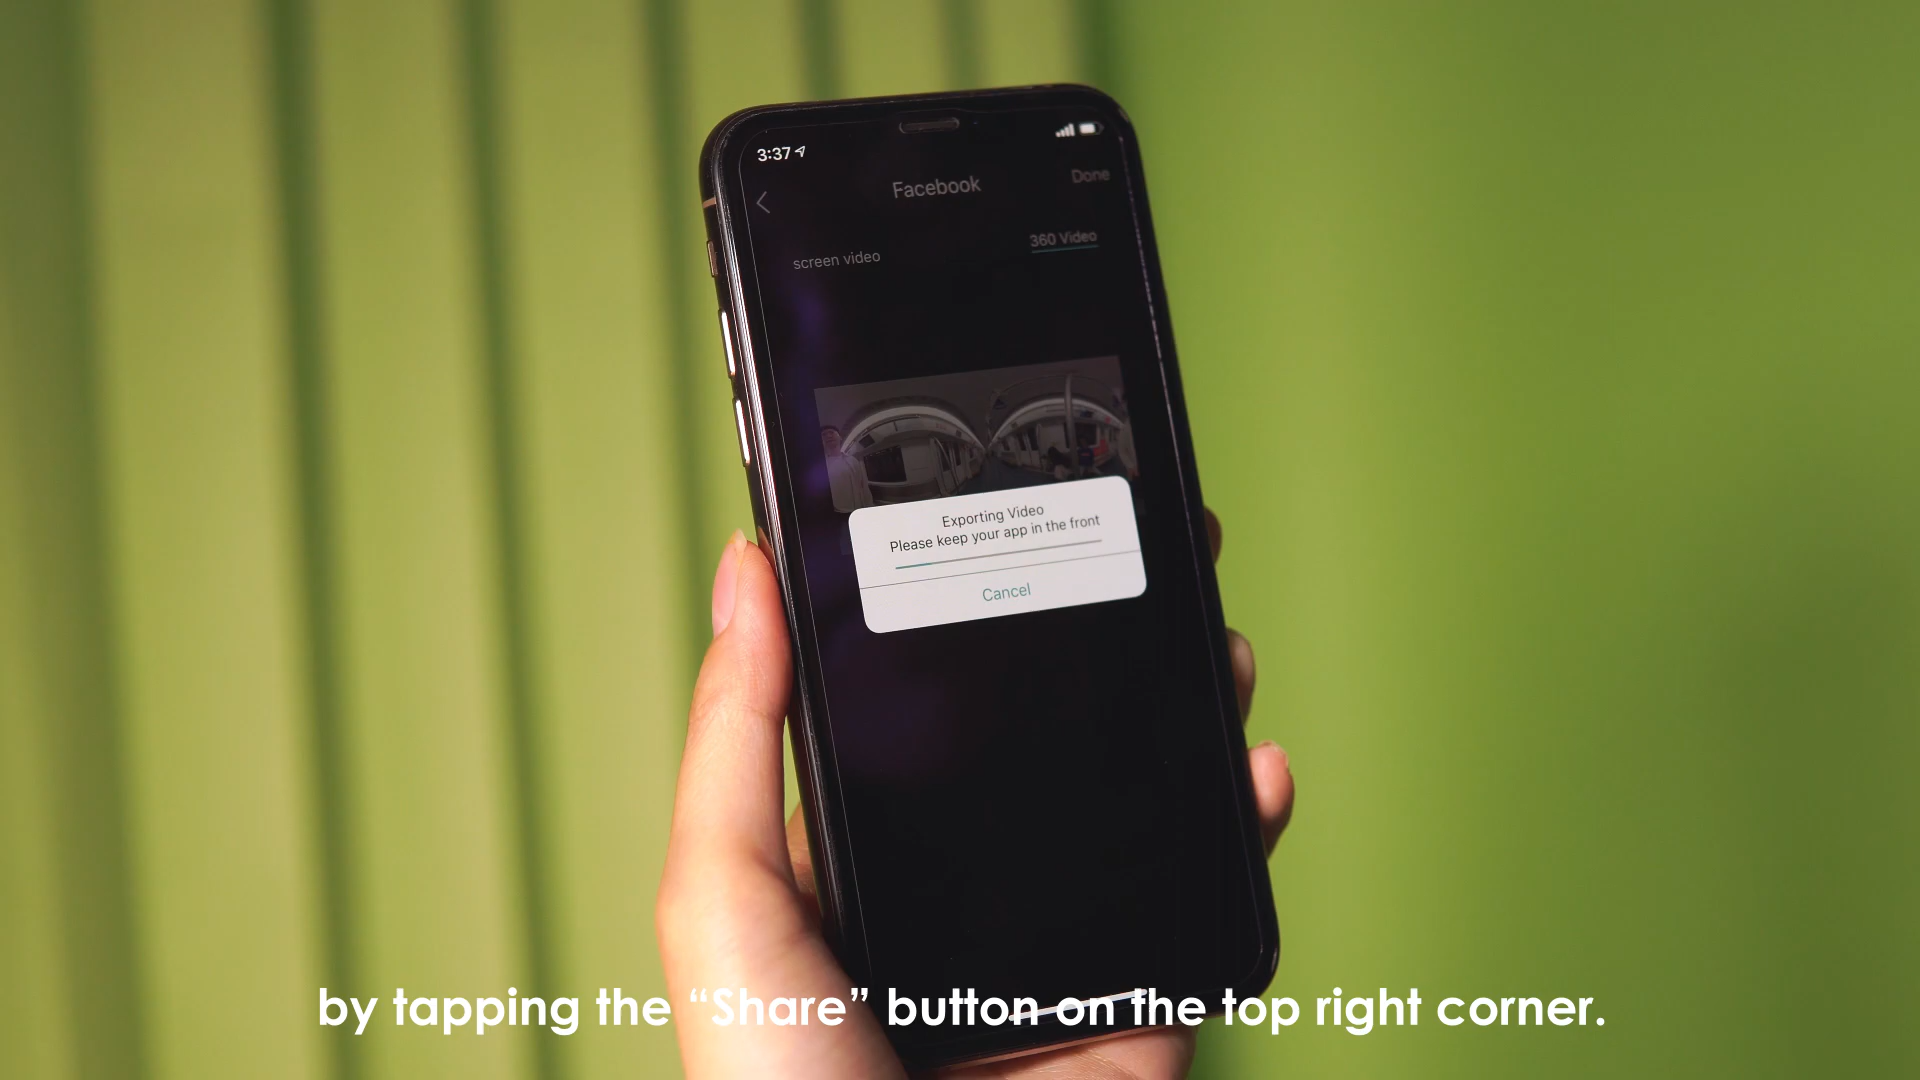 3:37
Facebook
Done
screen video
360 Video
Exporting Video
Please keep your app in the front
Cancel
by tapping the “Share” button on the top right corner.